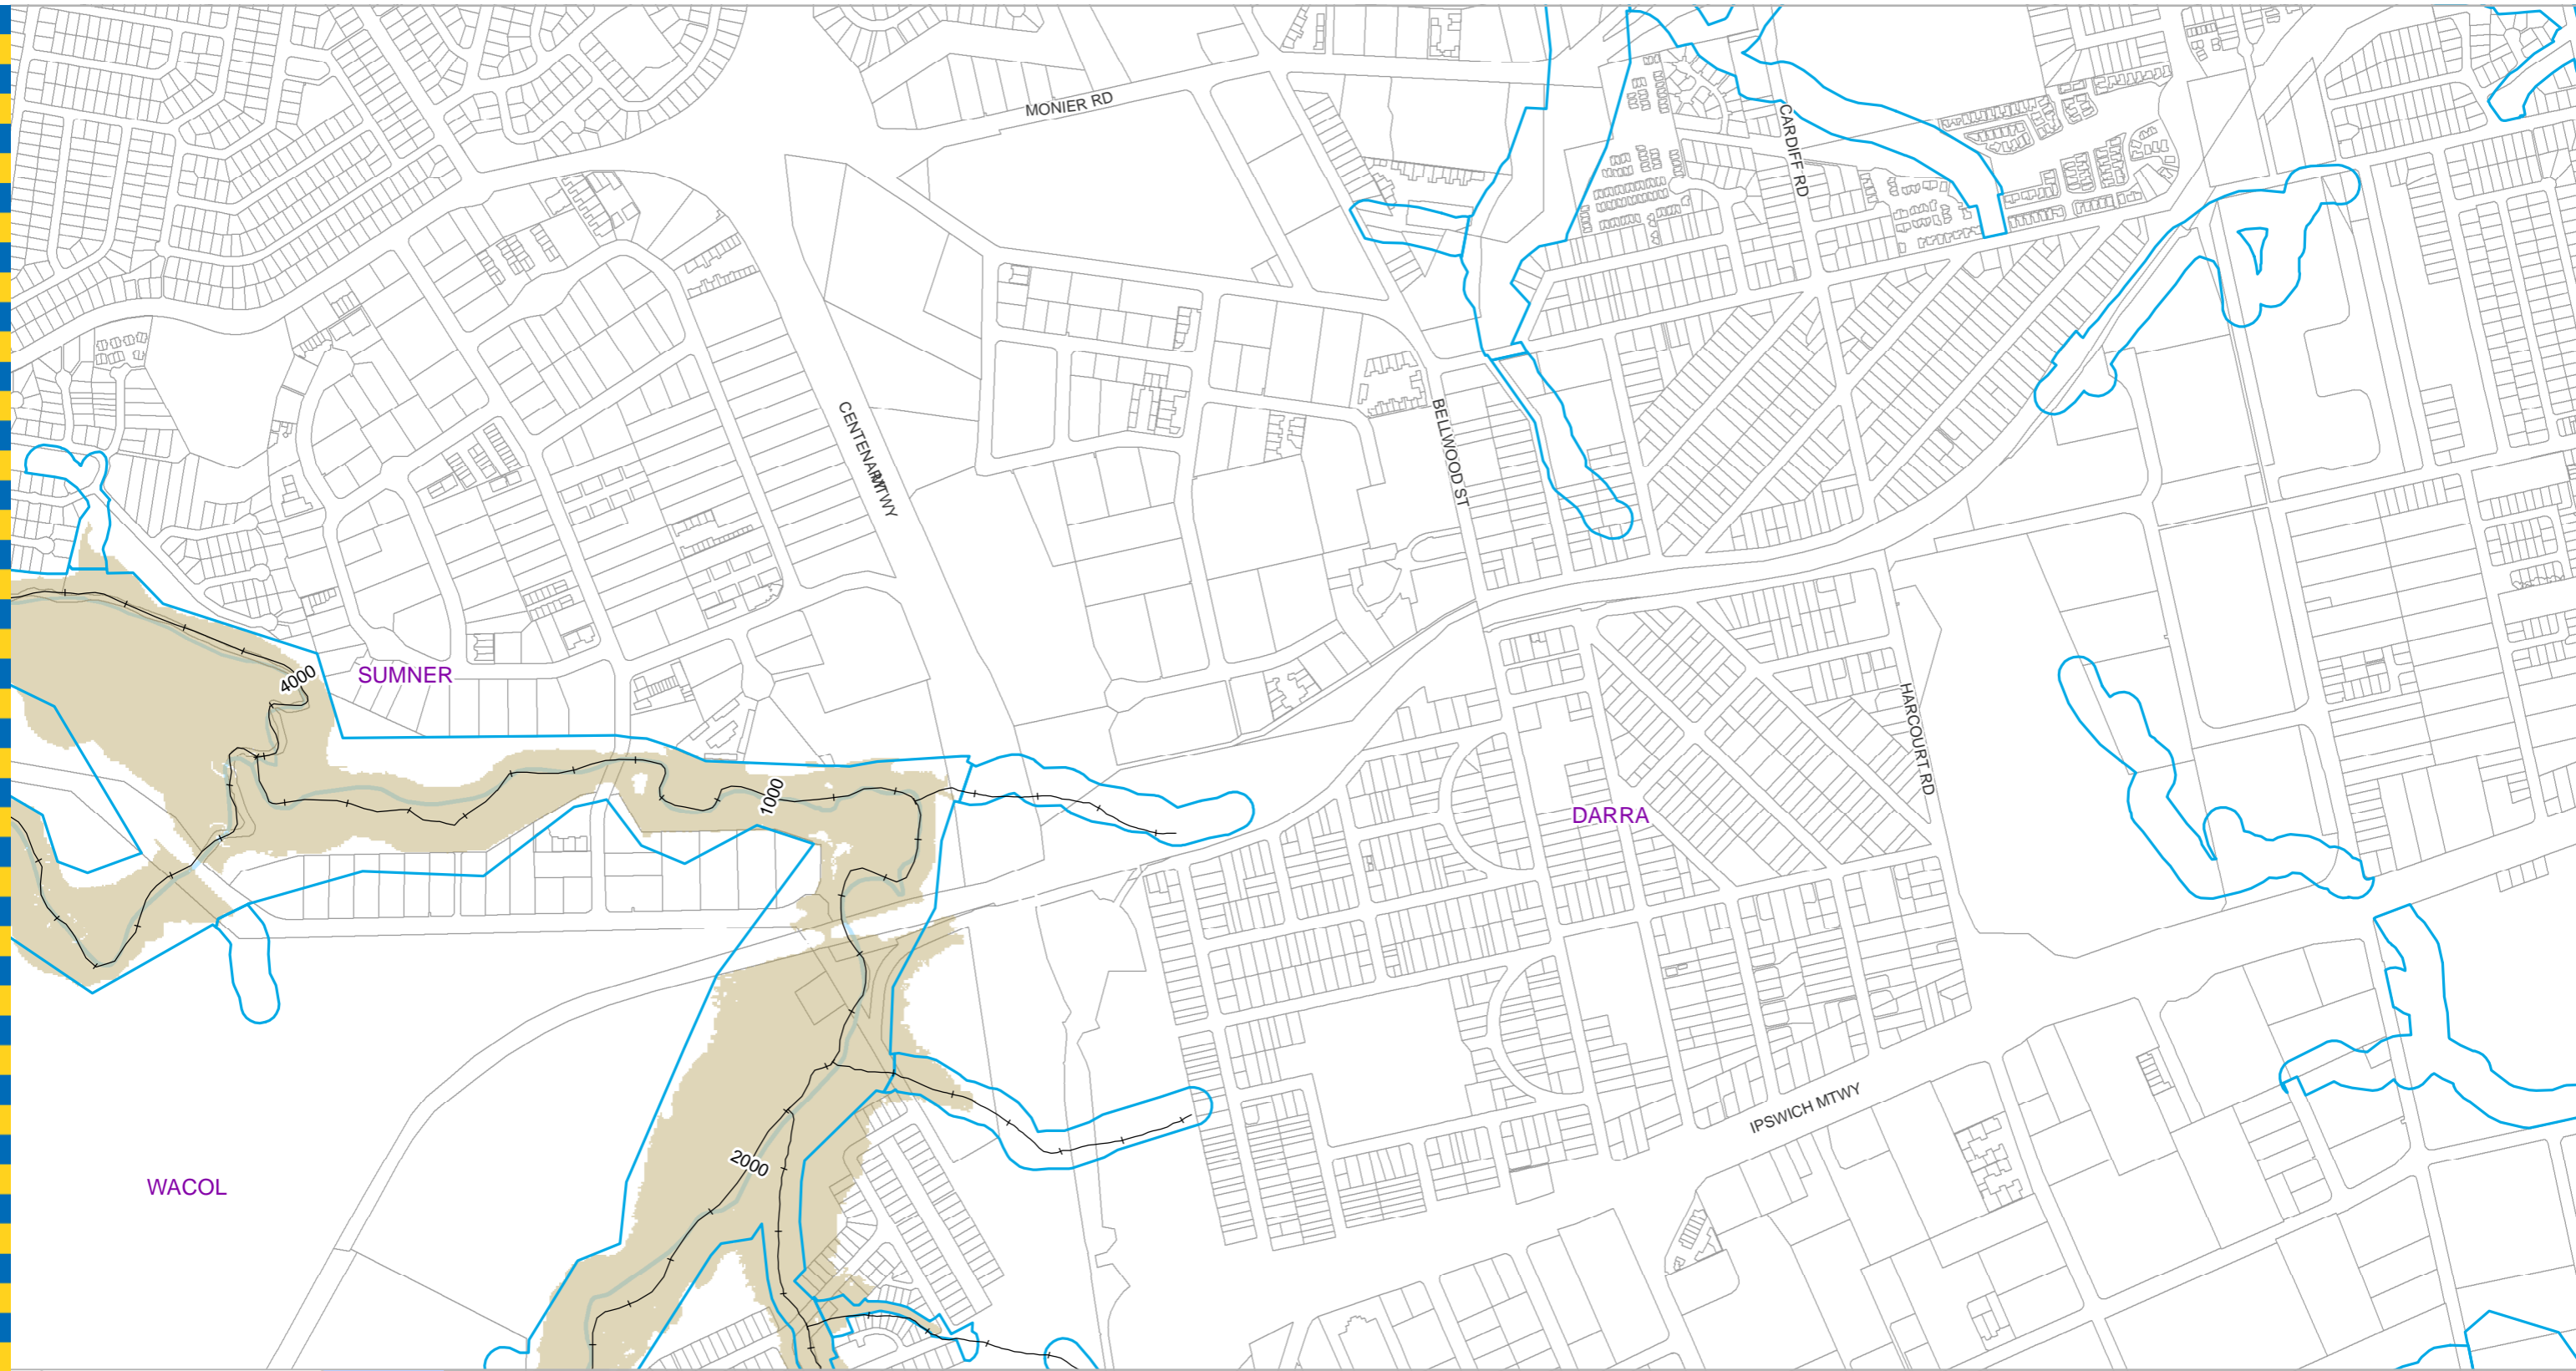 MONIER RD
CARDIFF RD
CENTENARY MTWY
BELLWOOD ST
4000
SUMNER
HARCOURT RD
1000
DARRA
IPSWICH MTWY
2000
WACOL